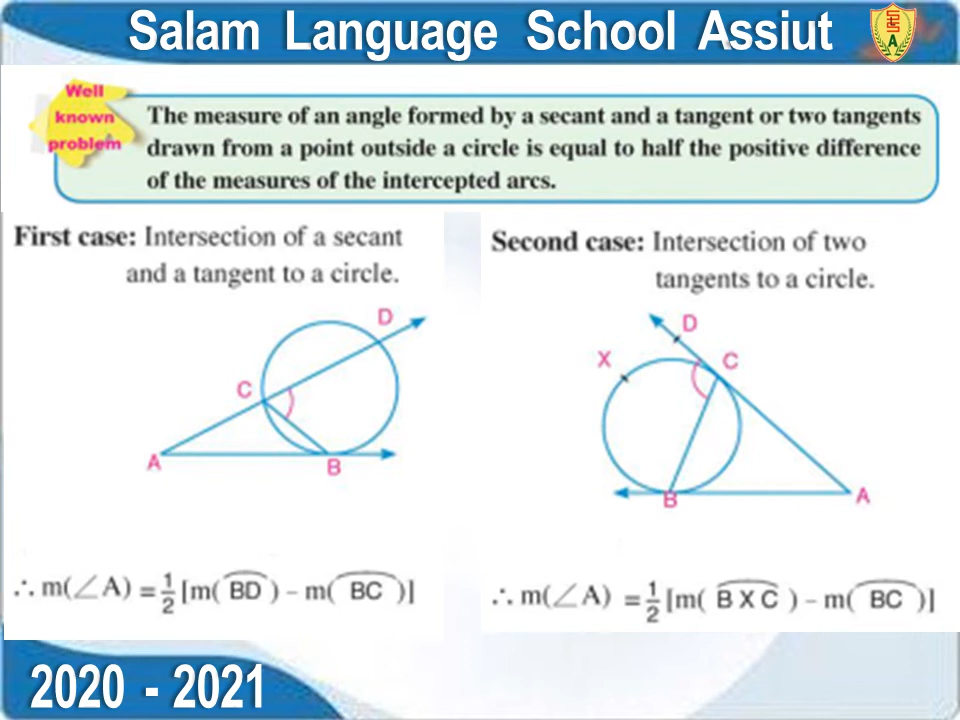 Salam Language School Assiut
A
Well
known
problem
The measure of an angle formed by a secant and a tangent or two tangents
drawn from a point outside a circle is equal to half the positive difference
of the measures of the intercepted arcs.
First case: Intersection of a secant
and a tangent to a circle.
D
C
A
B
∴ m(∠A) = 1/2 [m(BD) – m(BC)]
Second case: Intersection of two
tangents to a circle.
D
X
C
B
A
∴ m(∠A) = 1/2 [m(BXC) – m(BC)]
2020 - 2021